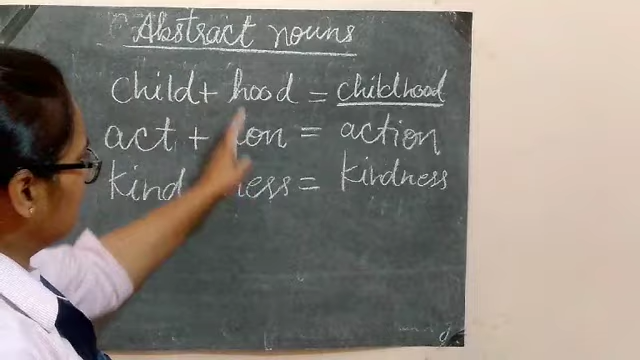 Abstract nouns
child + hood = childhood
act + ion = action
kind ness = kindness